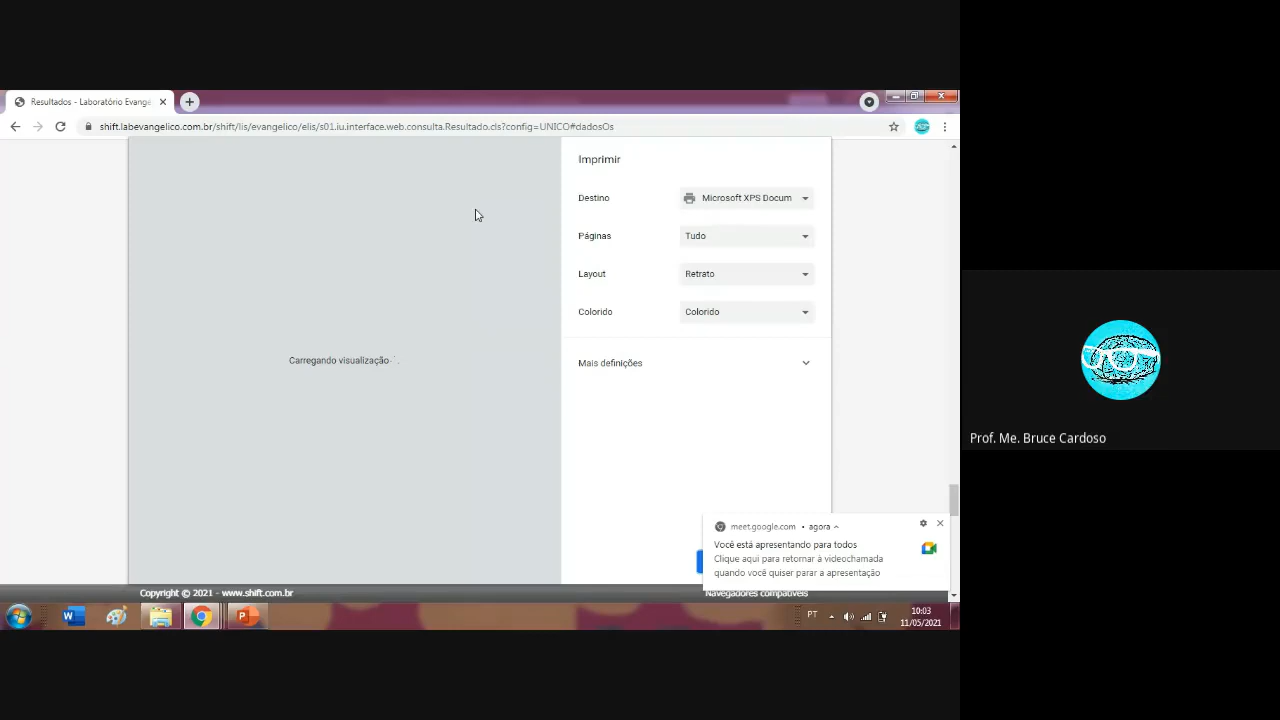 Resultados - Laboratório Evange
shift.labevangelico.com.br/shift/lis/evangelico/elis/s01.iu.interface.web.consulta.Resultado.cls?config=UNICO#dadosOs
Imprimir
Destino
Microsoft XPS Docum
Páginas
Tudo
Layout
Retrato
Colorido
Colorido
Carregando visualização
Mais definições
Prof. Me. Bruce Cardoso
meet.google.com • agora
Você está apresentando para todos
Clique aqui para retornar à videochamada
quando você quiser parar a apresentação
Copyright © 2021 - www.shift.com.br
Navegadores compatíveis
PT
10:03
11/05/2021